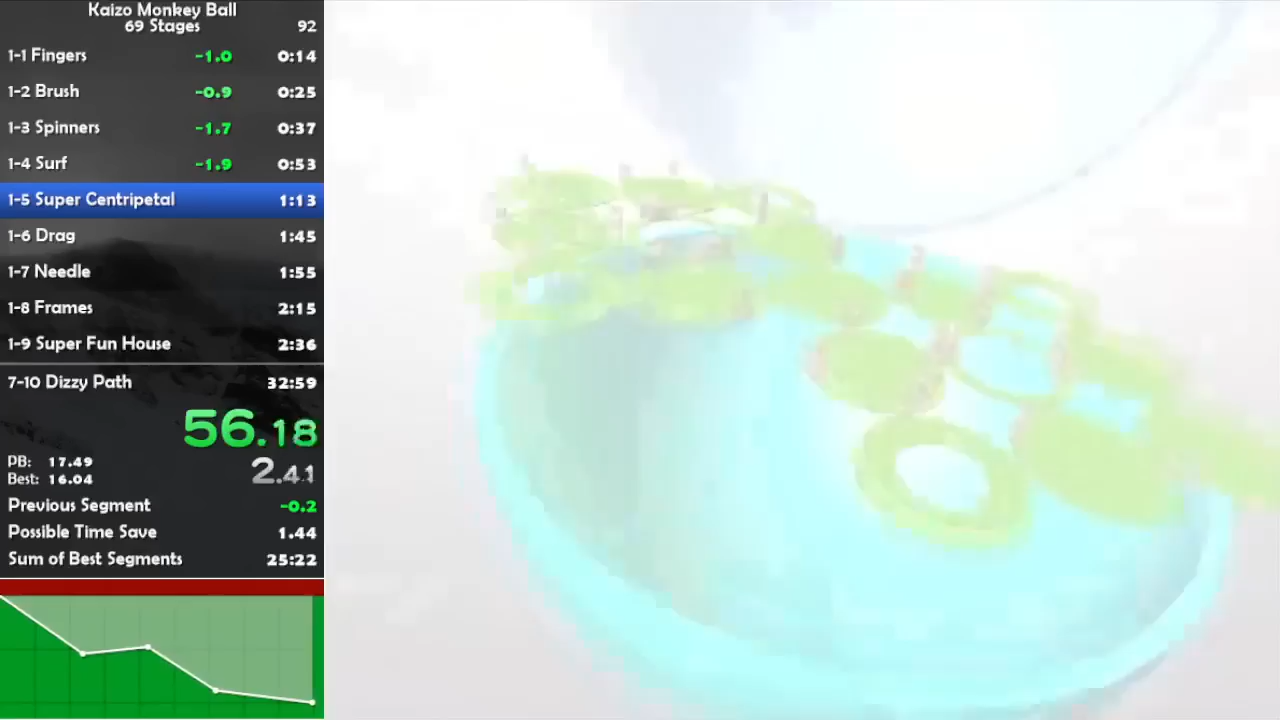 Kaizo Monkey Ball
69 Stages 92
1-1 Fingers -1.0 0:14
1-2 Brush -0.9 0:25
1-3 Spinners -1.7 0:37
1-4 Surf -1.9 0:53
1-5 Super Centripetal 1:13
1-6 Drag 1:45
1-7 Needle 1:55
1-8 Frames 2:15
1-9 Super Fun House 2:36
7-10 Dizzy Path 32:59
56.18
PB: 17.49
Best: 16.04 2.41
Previous Segment -0.2
Possible Time Save 1.44
Sum of Best Segments 25:22